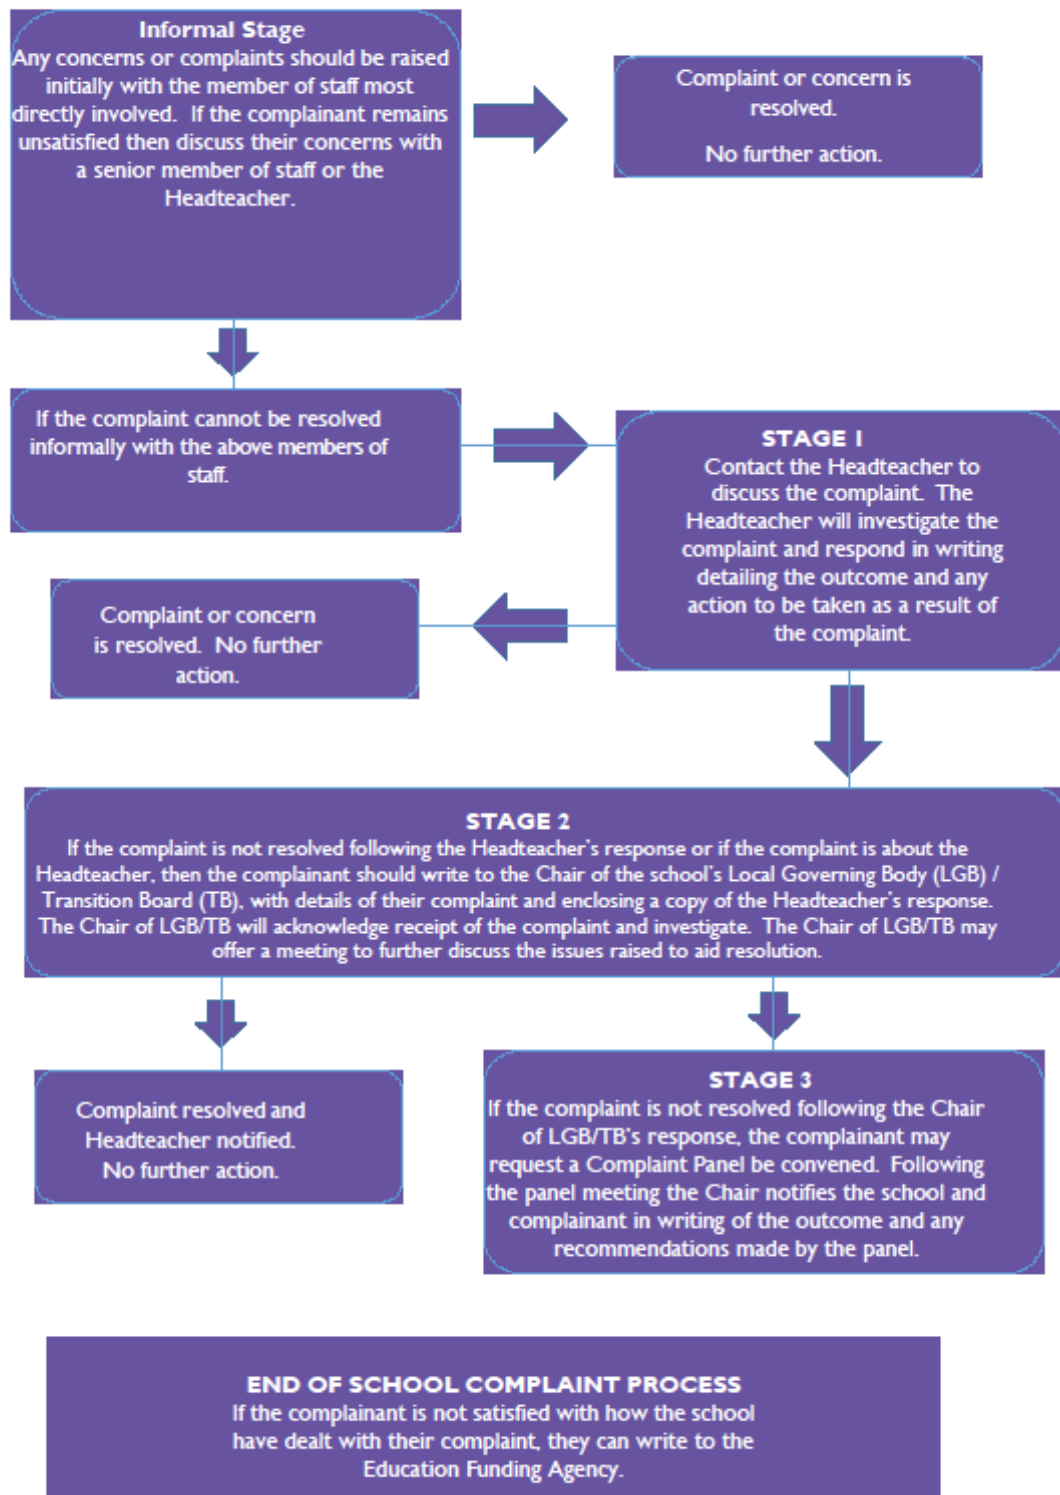 Informal Stage
Any concerns or complaints should be raised
initially with the member of staff most
directly involved. If the complainant remains
unsatisfied then discuss their concerns with
a senior member of staff or the
Headteacher.
Complaint or concern is
resolved.
No further action.
If the complaint cannot be resolved
informally with the above members of
staff.
STAGE 1
Contact the Headteacher to
discuss the complaint. The
Headteacher will investigate the
complaint and respond in writing
detailing the outcome and any
action to be taken as a result of
the complaint.
Complaint or concern
is resolved. No further
action.
STAGE 2
If the complaint is not resolved following the Headteacher's response or if the complaint is about the
Headteacher, then the complainant should write to the Chair of the school's Local Governing Body (LGB) /
Transition Board (TB), with details of their complaint and enclosing a copy of the Headteacher's response.
The Chair of LGB/TB will acknowledge receipt of the complaint and investigate. The Chair of LGB/TB may
offer a meeting to further discuss the issues raised to aid resolution.
Complaint resolved and
Headteacher notified.
No further action.
STAGE 3
If the complaint is not resolved following the Chair
of LGB/TB's response, the complainant may
request a Complaint Panel be convened. Following
the panel meeting the Chair notifies the school and
complainant in writing of the outcome and any
recommendations made by the panel.
END OF SCHOOL COMPLAINT PROCESS
If the complainant is not satisfied with how the school
have dealt with their complaint, they can write to the
Education Funding Agency.